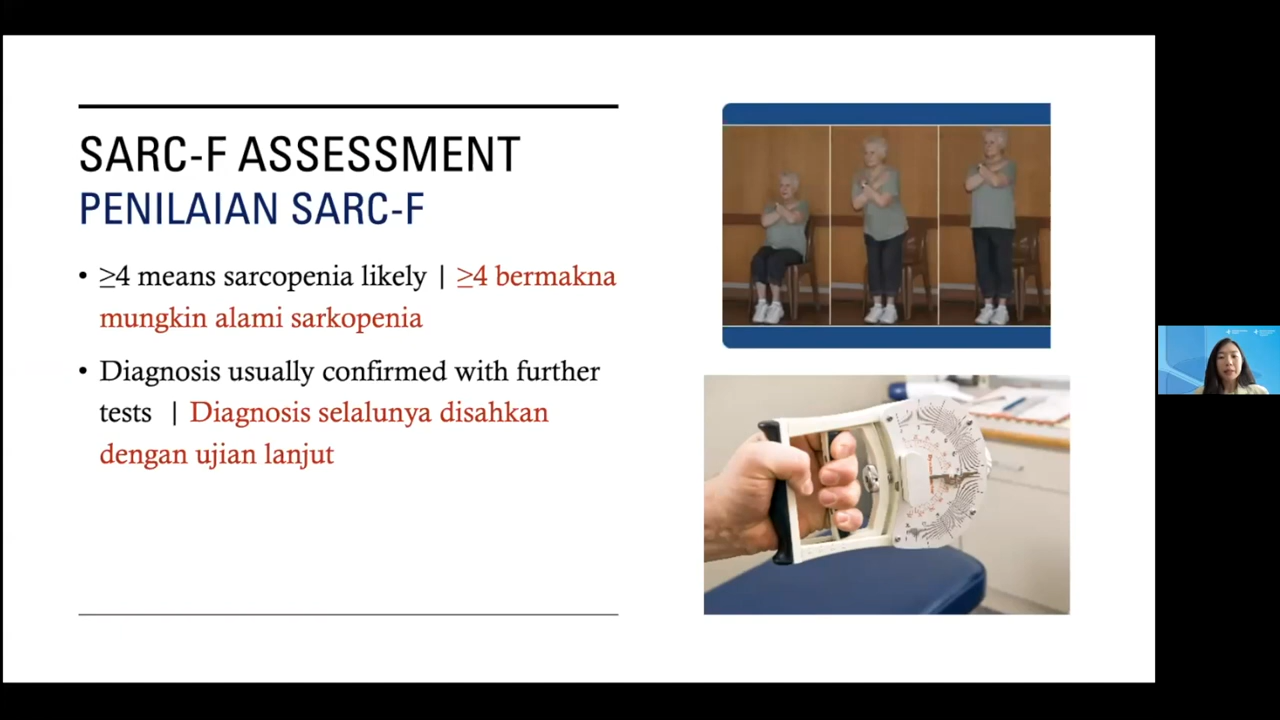 SARC-F ASSESSMENT
PENILAIAN SARC-F
• ≥4 means sarcopenia likely | ≥4 bermakna
mungkin alami sarkopenia
• Diagnosis usually confirmed with further
tests | Diagnosis selalunya disahkan
dengan ujian lanjut